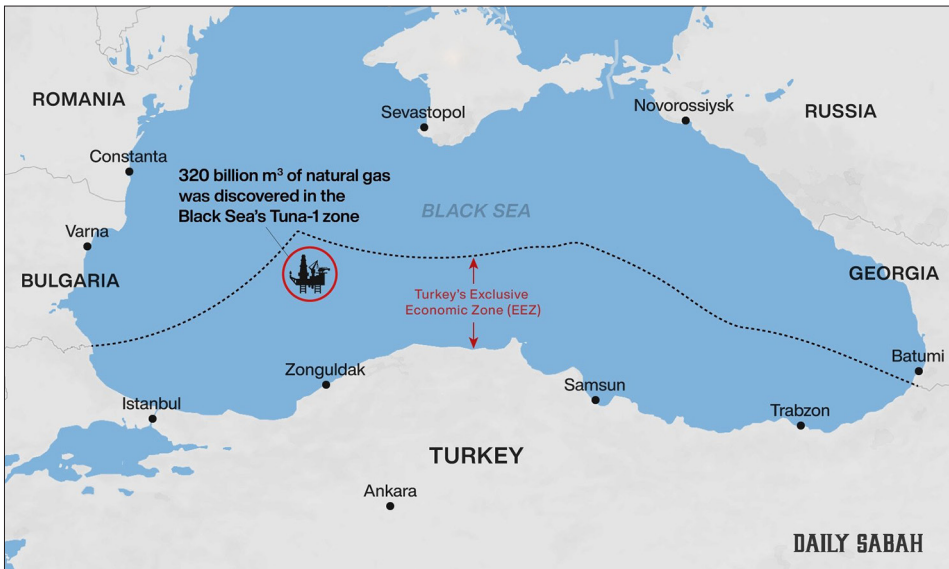 ROMANIA
Sevastopol
Novorossiysk
RUSSIA
Constanta
320 billion m³ of natural gas
was discovered in the
Black Sea's Tuna-1 zone
BLACK SEA
Varna
BULGARIA
GEORGIA
Turkey's Exclusive
Economic Zone (EEZ)
Batumi
Zonguldak
Samsun
Istanbul
Trabzon
TURKEY
Ankara
DAILY SABAH